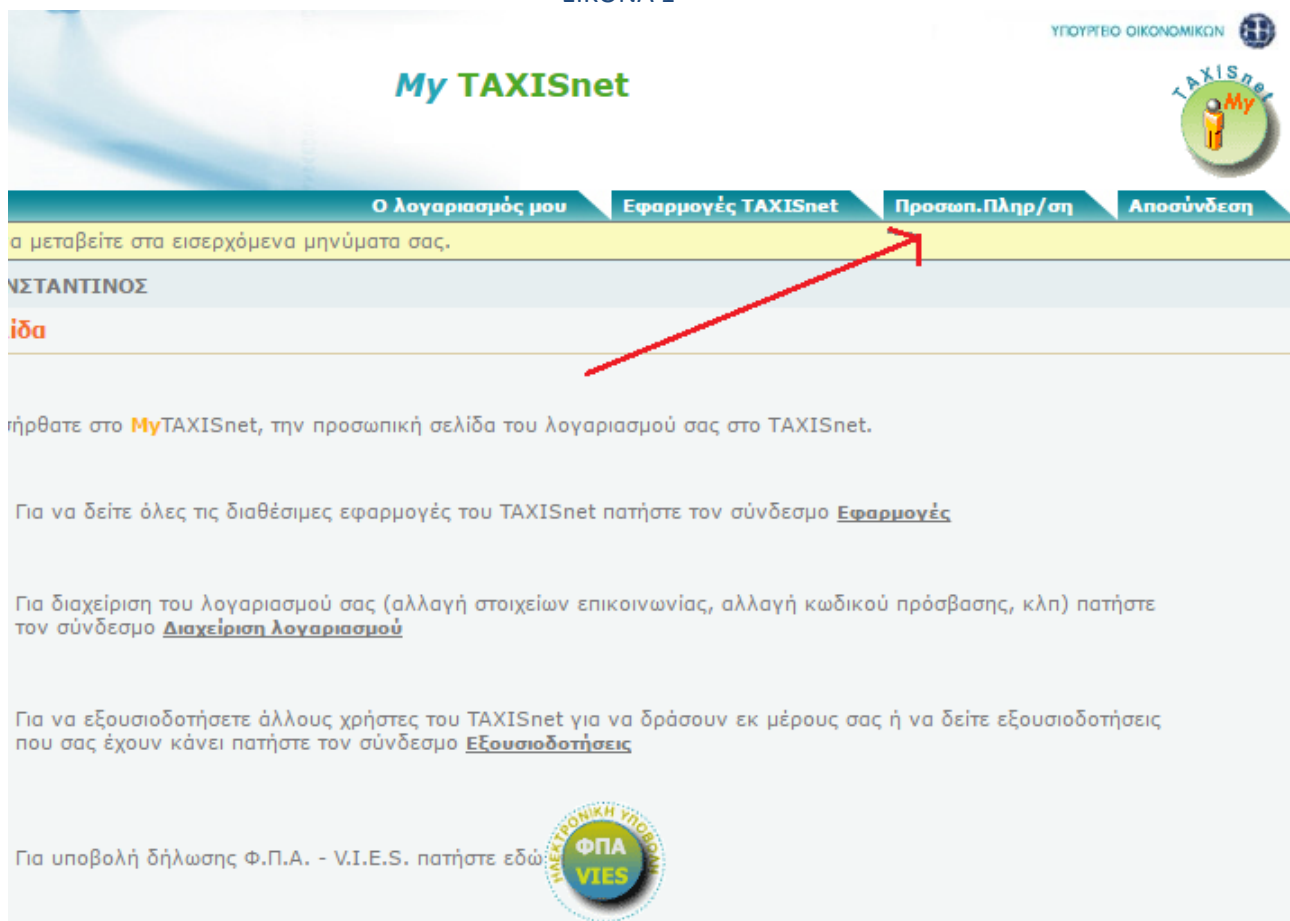 ΥΠΟΥΡΓΕΙΟ ΟΙΚΟΝΟΜΙΚΩΝ
My TAXISnet
TAXISnet
My
Ο λογαριασμός μου Εφαρμογές TAXISnet Προσωπ.Πληρ/ση Αποσύνδεση
α μεταβείτε στα εισερχόμενα μηνύματα σας.
ΝΣΤΑΝΤΙΝΟΣ
ίδα
ήρθατε στο MyTAXISnet, την προσωπική σελίδα του λογαριασμού σας στο TAXISnet.
Για να δείτε όλες τις διαθέσιμες εφαρμογές του TAXISnet πατήστε τον σύνδεσμο Εφαρμογές
Για διαχείριση του λογαριασμού σας (αλλαγή στοιχείων επικοινωνίας, αλλαγή κωδικού πρόσβασης, κλπ) πατήστε
τον σύνδεσμο Διαχείριση λογαριασμού
Για να εξουσιοδοτήσετε άλλους χρήστες του TAXISnet για να δράσουν εκ μέρους σας ή να δείτε εξουσιοδοτήσεις
που σας έχουν κάνει πατήστε τον σύνδεσμο Εξουσιοδοτήσεις
Για υποβολή δήλωσης Φ.Π.Α. - V.I.E.S. πατήστε εδώ
ΗΛΕΚΤΡΟΝΙΚΗ ΥΠΟΒΟΛΗ
ΦΠΑ
VIES